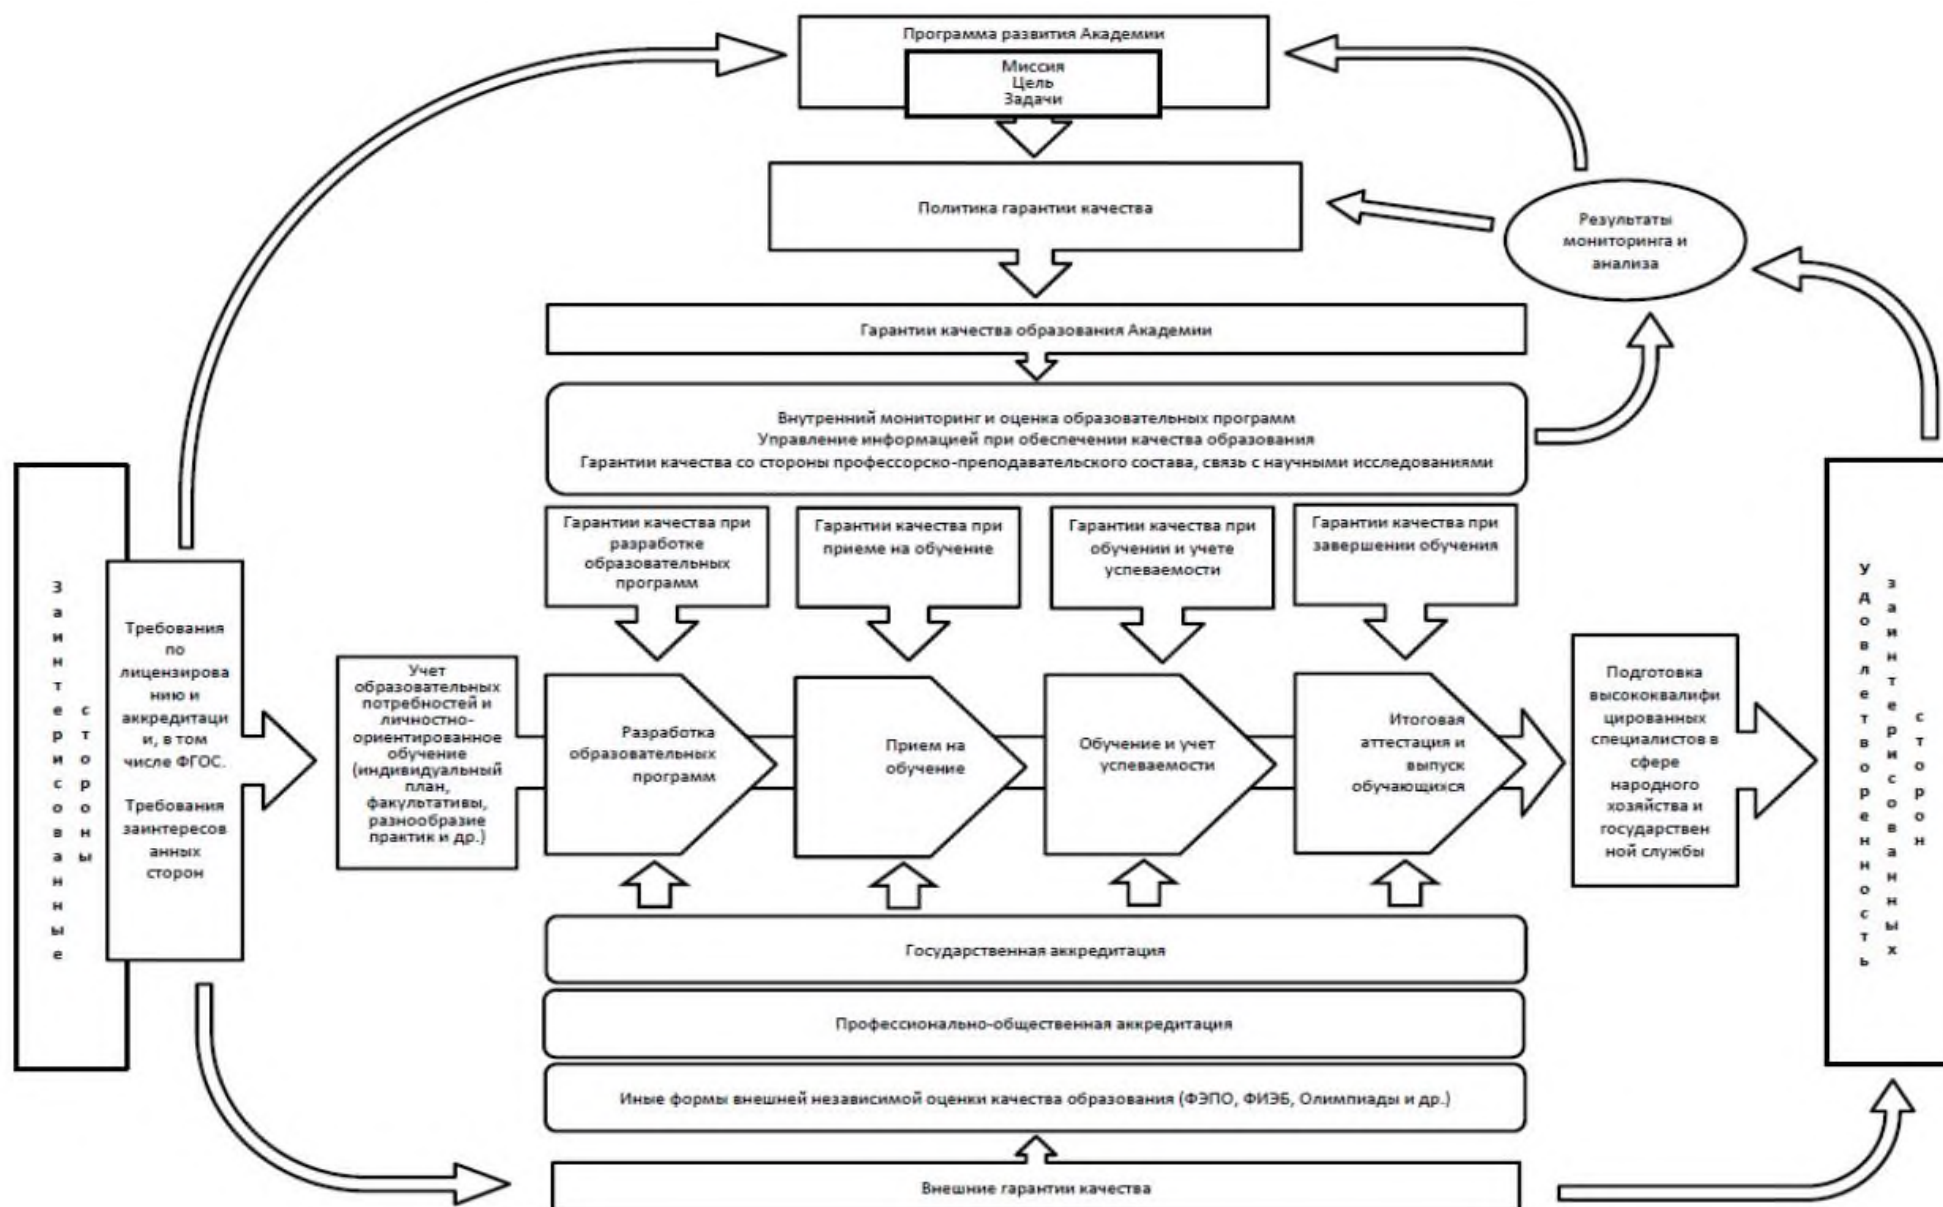 Программа развития Академии
Миссия
Цель
Задачи
Политика гарантии качества
Результаты
мониторинга и
анализа
Гарантии качества образования Академии
Внутренний мониторинг и оценка образовательных программ
Управление информацией при обеспечении качества образования
Гарантии качества со стороны профессорско-преподавательского состава, связь с научными исследованиями
Заинтересованные
стороны
Требования
по
лицензирова
нию и
аккредитаци
и, в том
числе ФГОС.
Требования
заинтересов
анных
сторон
Учет
образовательных
потребностей и
личностно-
ориентированное
обучение
(индивидуальный
план,
факультативы,
разнообразие
практик и др.)
Гарантии качества при
разработке
образовательных
программ
Гарантии качества при
приеме на обучение
Гарантии качества при
обучении и учете
успеваемости
Гарантии качества при
завершении обучения
Разработка
образовательных
программ
Прием на
обучение
Обучение и учет
успеваемости
Итоговая
аттестация и
выпуск
обучающихся
Подготовка
высококвалифи
цированных
специалистов в
сфере
народного
хозяйства и
государствен
ной службы
Удовлетворенность
заинтерисованных
сторон
Государственная аккредитация
Профессионально-общественная аккредитация
Иные формы внешней независимой оценки качества образования (ФЭПО, ФИЭБ, Олимпиады и др.)
Внешние гарантии качества